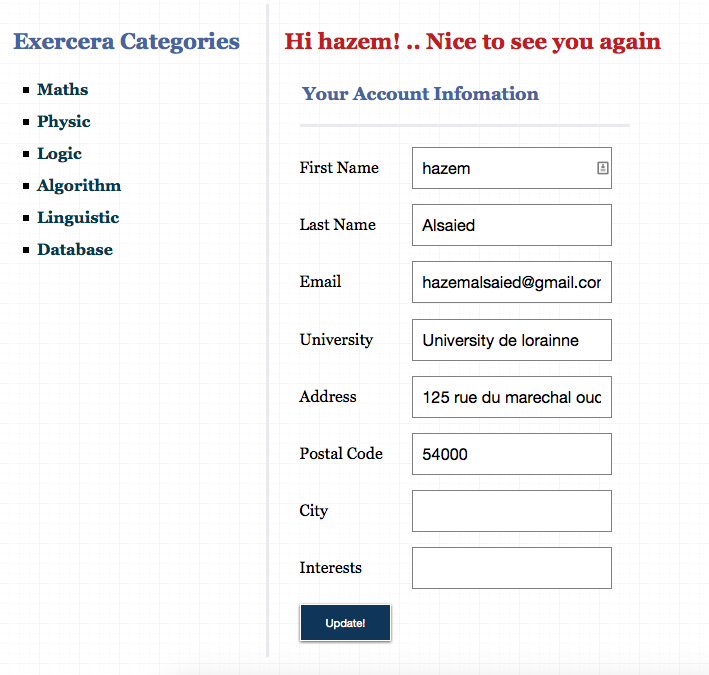 Exercera Categories
Maths
Physic
Logic
Algorithm
Linguistic
Database
Hi hazem! .. Nice to see you again
Your Account Infomation
First Name hazem
Last Name Alsaied
Email hazemalsaied@gmail.cor
University University de lorainne
Address 125 rue du marechal ouc
Postal Code 54000
City
Interests
Update!